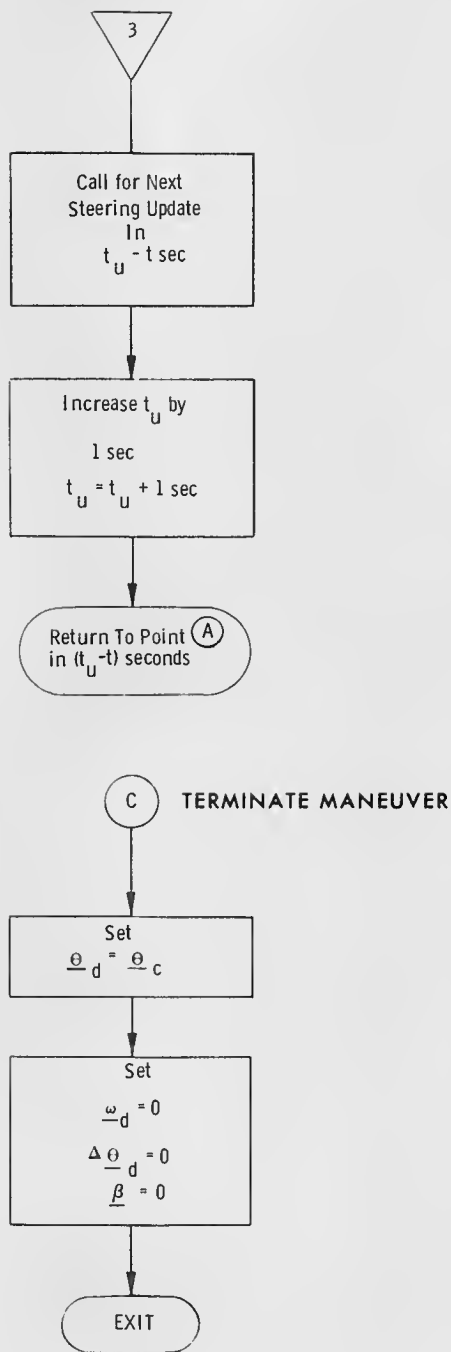 3
Call for Next
Steering Update
In
t_u - t sec
Increase t_u by
1 sec
t_u = t_u + 1 sec
Return To Point A
in (t_u-t) seconds
C TERMINATE MANEUVER
Set
Θ_d = Θ_c
Set
ω_d = 0
ΔΘ_d = 0
β = 0
EXIT